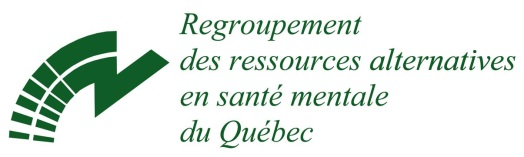 Regroupement
des ressources alternatives
en santé mentale
du Québec